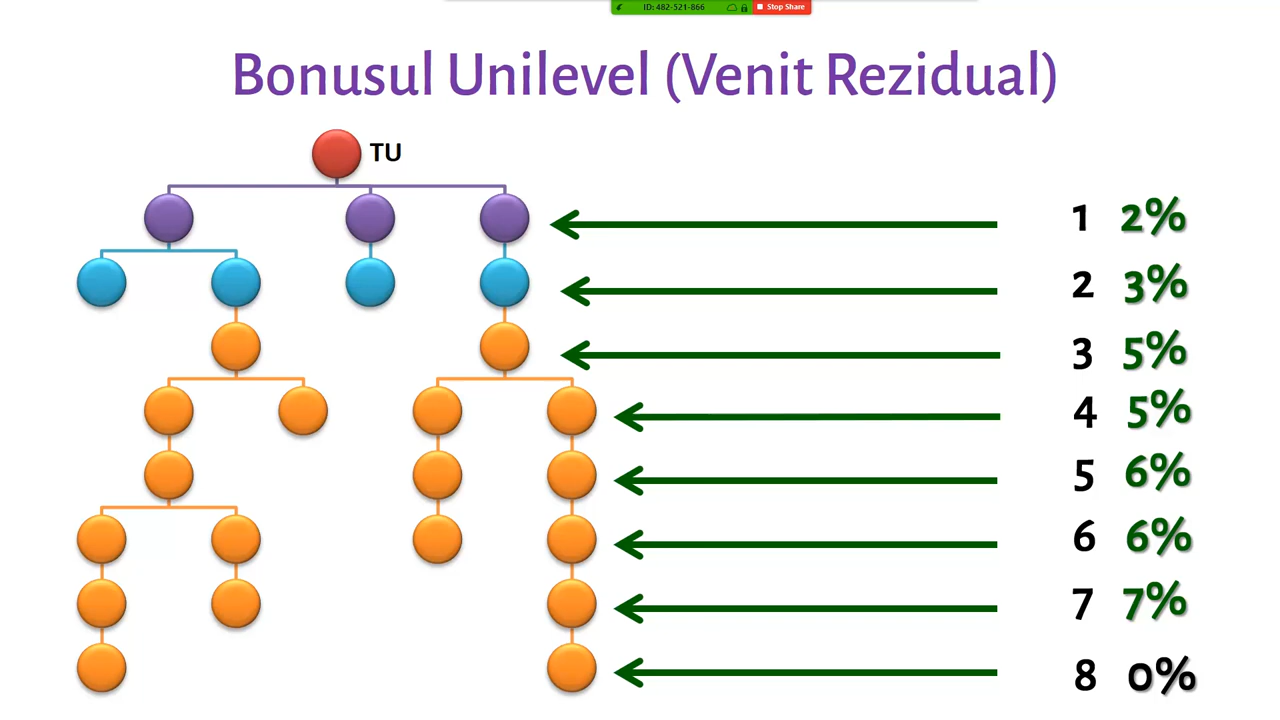 ID: 482-521-866 Stop Share
Bonusul Unilevel (Venit Rezidual)
TU
1 2%
2 3%
3 5%
4 5%
5 6%
6 6%
7 7%
8 0%